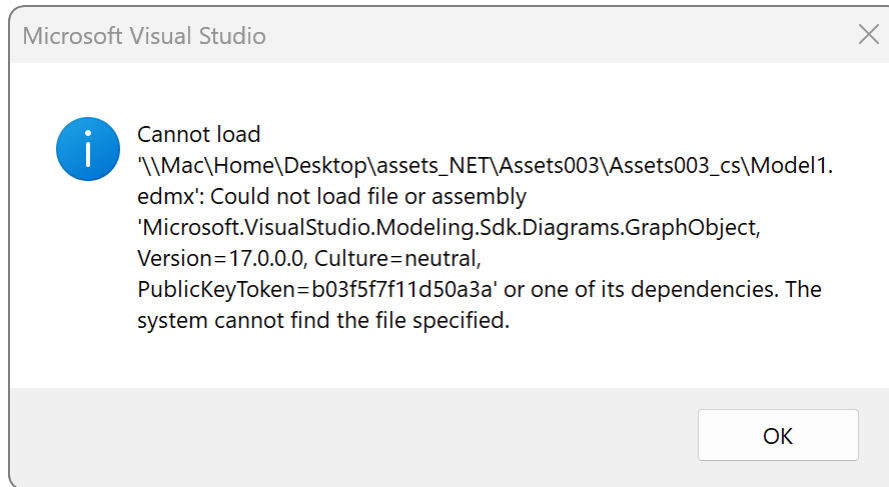 Microsoft Visual Studio
Cannot load
'\\Mac\Home\Desktop\assets_NET\Assets003\Assets003_cs\Model1.
edmx': Could not load file or assembly
'Microsoft.VisualStudio.Modeling.Sdk.Diagrams.GraphObject,
Version=17.0.0.0, Culture=neutral,
PublicKeyToken=b03f5f7f11d50a3a' or one of its dependencies. The
system cannot find the file specified.
OK